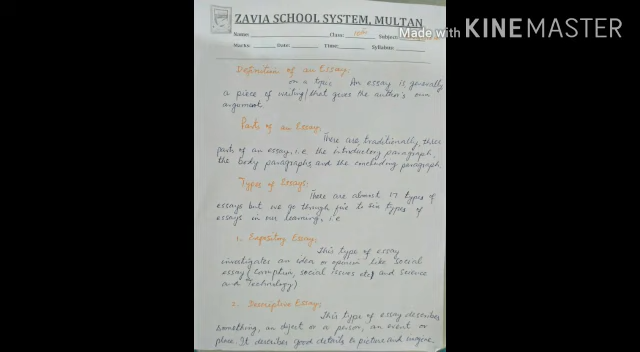 ZAVIA SCHOOL SYSTEM, MULTAN
Name: Class: Subject:
Marks: Date: Time: Syllabus:
Made with KINEMASTER
Definition of an Essay
on a topic. An essay is generally
a piece of writing that gives the author's own
argument
Parts of an Essay:
There are traditionally three
parts of an essay, i.e the introductory paragraph,
the body paragraphs and the concluding paragraph.
Types of Essays:
There are almost 17 types of
essays but we go through five to six types of
essays in our learning, i.e
1. Expository Essay:
This type of essay
investigates an idea or opinion like Social
essay ( social issues etc) and Science
and Technology)
2. Descriptive Essay:
This type of essay describes
something, an object or a person, an event or
place. It describes good details to picture and imagine.